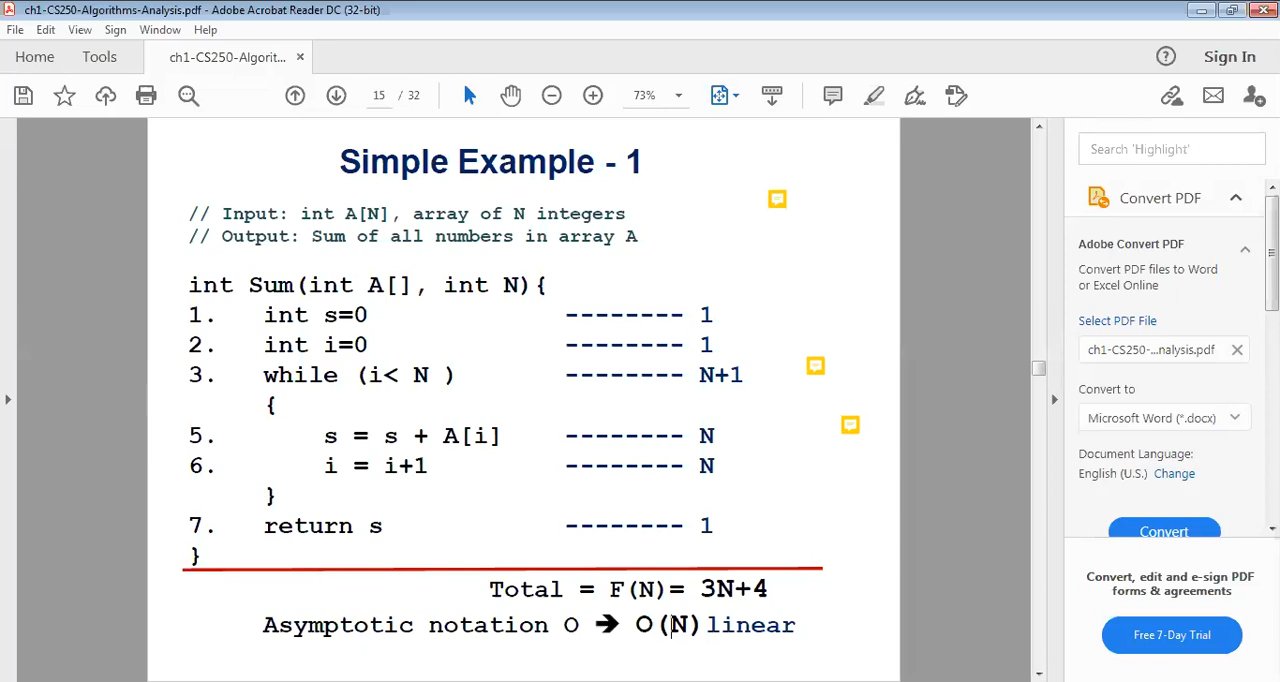 ch1-CS250-Algorithms-Analysis.pdf - Adobe Acrobat Reader DC (32-bit)
File Edit View Sign Window Help
Home Tools ch1-CS250-Algorit... × ? Sign In
15 / 32 73%
Simple Example - 1
// Input: int A[N], array of N integers
// Output: Sum of all numbers in array A
int Sum(int A[], int N){
1. int s=0 -------- 1
2. int i=0 -------- 1
3. while (i< N ) -------- N+1
{
5. s = s + A[i] -------- N
6. i = i+1 -------- N
}
7. return s -------- 1
}
Total = F(N)= 3N+4
Asymptotic notation O ➔ O(N) linear
Search 'Highlight'
Convert PDF
Adobe Convert PDF
Convert PDF files to Word
or Excel Online
Select PDF File
ch1-CS250-...nalysis.pdf ×
Convert to
Microsoft Word (*.docx)
Document Language:
English (U.S.) Change
Convert
Convert, edit and e-sign PDF
forms & agreements
Free 7-Day Trial